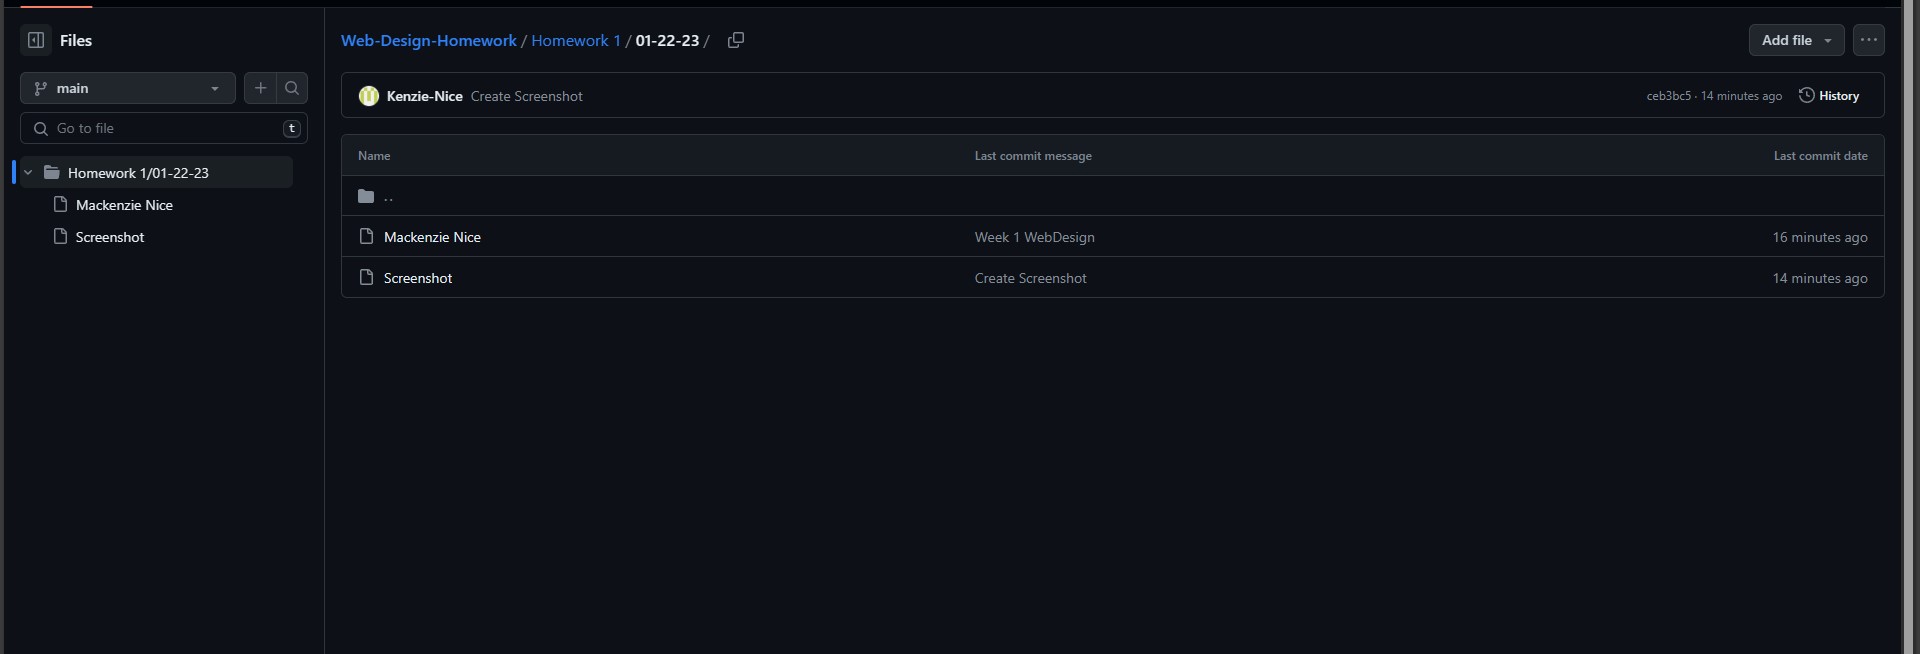 Files
main
Go to file
t
Homework 1/01-22-23
Mackenzie Nice
Screenshot
Web-Design-Homework / Homework 1 / 01-22-23 /
Add file
Kenzie-Nice Create Screenshot
ceb3bc5 · 14 minutes ago
History
Name Last commit message Last commit date
..
Mackenzie Nice Week 1 WebDesign 16 minutes ago
Screenshot Create Screenshot 14 minutes ago